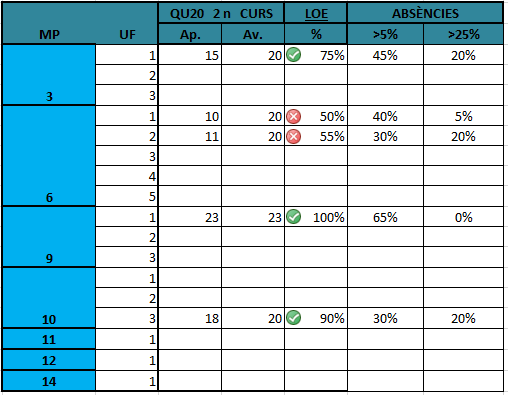 QU20 2 n CURS LOE ABSÈNCIES
MP UF Ap. Av. % >5% >25%
1 15 20 75% 45% 20%
2
3 3
1 10 20 50% 40% 5%
2 11 20 55% 30% 20%
3
4
6 5
1 23 23 100% 65% 0%
2
9 3
1
2
10 3 18 20 90% 30% 20%
11 1
12 1
14 1